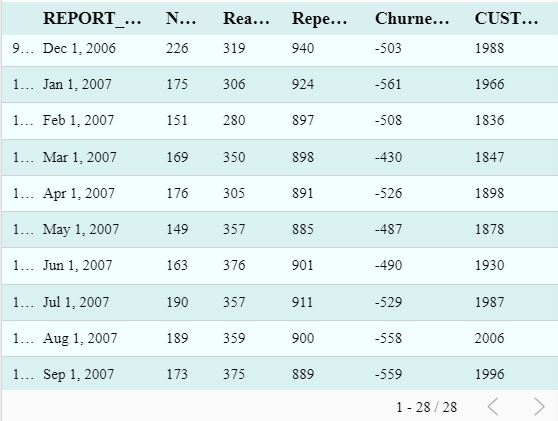 REPORT_... N... Rea... Repe... Churne... CUST...
9... Dec 1, 2006 226 319 940 -503 1988
1... Jan 1, 2007 175 306 924 -561 1966
1... Feb 1, 2007 151 280 897 -508 1836
1... Mar 1, 2007 169 350 898 -430 1847
1... Apr 1, 2007 176 305 891 -526 1898
1... May 1, 2007 149 357 885 -487 1878
1... Jun 1, 2007 163 376 901 -490 1930
1... Jul 1, 2007 190 357 911 -529 1987
1... Aug 1, 2007 189 359 900 -558 2006
1... Sep 1, 2007 173 375 889 -559 1996
1 - 28 / 28